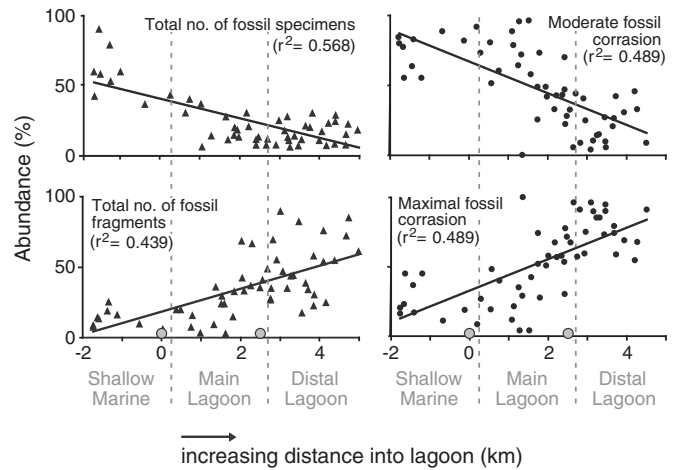 100
Total no. of fossil specimens
(r²= 0.568)
50
0
Moderate fossil
corrasion
(r²= 0.489)
Abundance (%)
100
Total no. of fossil
fragments
(r²= 0.439)
50
0
-2 0 2 4
Maximal fossil
corrasion
(r²= 0.489)
-2 0 2 4
Shallow
Marine
Main
Lagoon
Distal
Lagoon
Shallow
Marine
Main
Lagoon
Distal
Lagoon
increasing distance into lagoon (km)